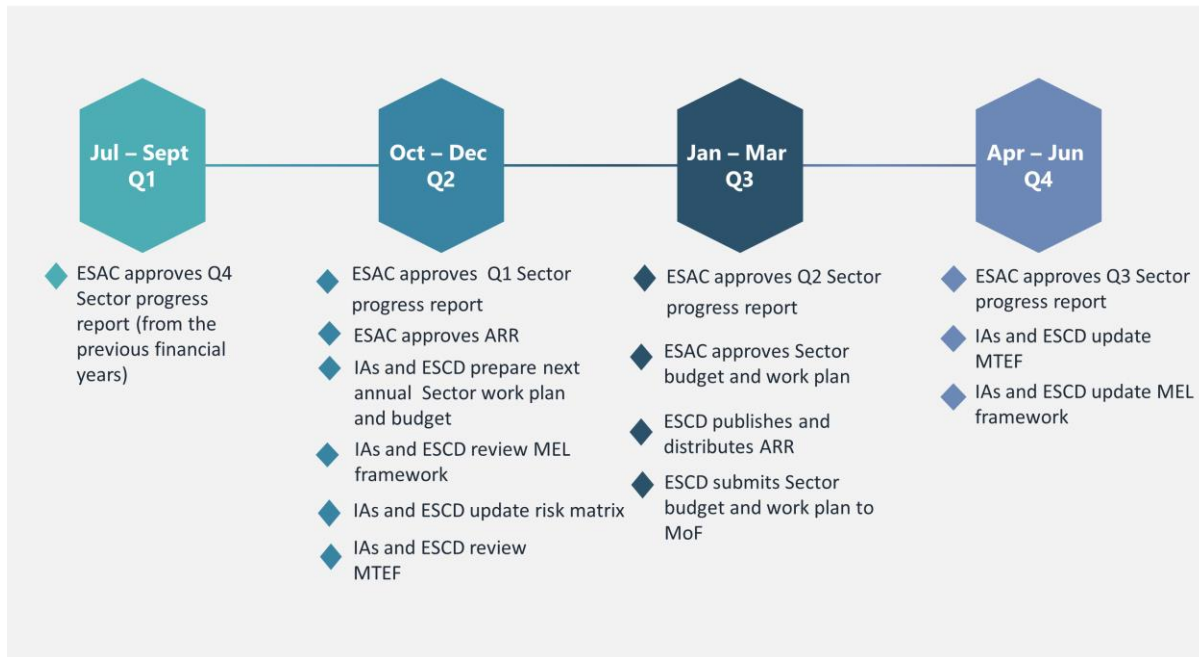 Jul – Sept
Q1
Oct – Dec
Q2
Jan – Mar
Q3
Apr – Jun
Q4
ESAC approves Q4
Sector progress
report (from the
previous financial
years)
ESAC approves Q1 Sector
progress report
ESAC approves ARR
IAs and ESCD prepare next
annual Sector work plan
and budget
IAs and ESCD review MEL
framework
IAs and ESCD update risk matrix
IAs and ESCD review
MTEF
ESAC approves Q2 Sector
progress report
ESAC approves Sector
budget and work plan
ESCD publishes and
distributes ARR
ESCD submits Sector
budget and work plan to
MoF
ESAC approves Q3 Sector
progress report
IAs and ESCD update
MTEF
IAs and ESCD update MEL
framework